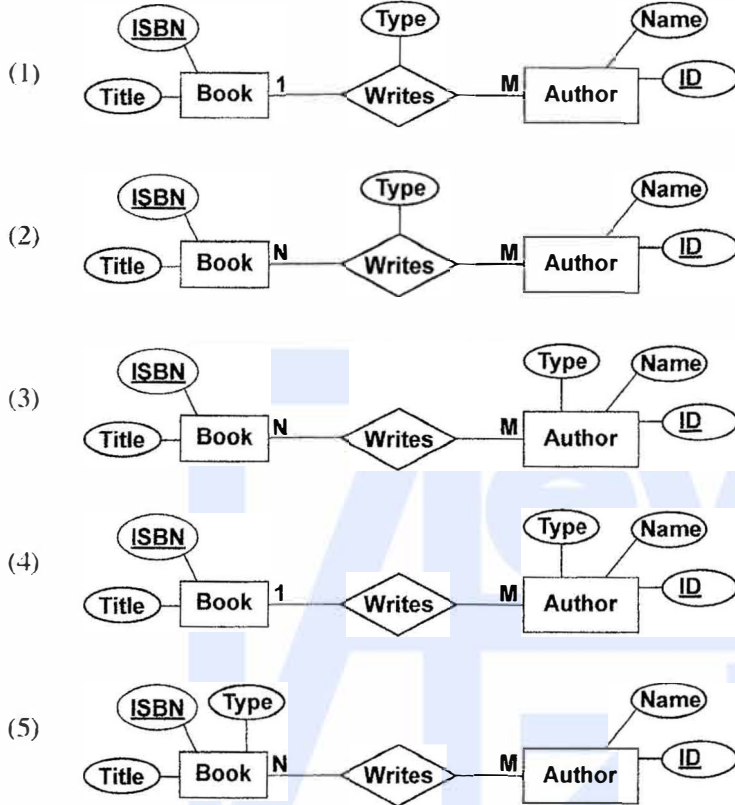 ISBN Type Name
(1) Title Book 1 Writes M Author ID
ISBN Type Name
(2) Title Book N Writes M Author ID
ISBN Type Name
(3) Title Book N Writes M Author ID
ISBN Type Name
(4) Title Book 1 Writes M Author ID
ISBN Type Name
(5) Title Book N Writes M Author ID